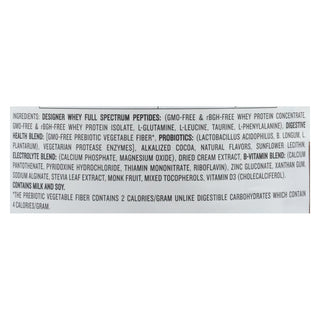 INGREDIENTS: DESIGNER WHEY FULL SPECTRUM PEPTIDES: (GMO-FREE & rBGH-FREE WHEY PROTEIN CONCENTRATE,
GMO-FREE & rBGH-FREE WHEY PROTEIN ISOLATE, L-GLUTAMINE, L-LEUCINE, TAURINE, L-PHENYLALANINE), DIGESTIVE
HEALTH BLEND: [GMO-FREE PREBIOTIC VEGETABLE FIBER*, PROBIOTICS: (LACTOBACILLUS ACIDOPHILUS, B. LONGUM, L.
PLANTARUM), VEGETARIAN PROTEASE ENZYMES], ALKALIZED COCOA, NATURAL FLAVORS, SUNFLOWER LECITHIN,
ELECTROLYTE BLEND: (CALCIUM PHOSPHATE, MAGNESIUM OXIDE), DRIED CREAM EXTRACT, B-VITAMIN BLEND: (CALCIUM
PANTOTHENATE, PYRIDOXINE HYDROCHLORIDE, THIAMIN MONONITRATE, RIBOFLAVIN), ZINC GLUCONATE, XANTHAN GUM,
SODIUM ALGINATE, STEVIA LEAF EXTRACT, MONK FRUIT, MIXED TOCOPHEROLS, VITAMIN D3 (CHOLECALCIFEROL).
CONTAINS MILK AND SOY.
*THE PREBIOTIC VEGETABLE FIBER CONTAINS 2 CALORIES/GRAM UNLIKE DIGESTIBLE CARBOHYDRATES WHICH CONTAIN
4 CALORIES/GRAM.